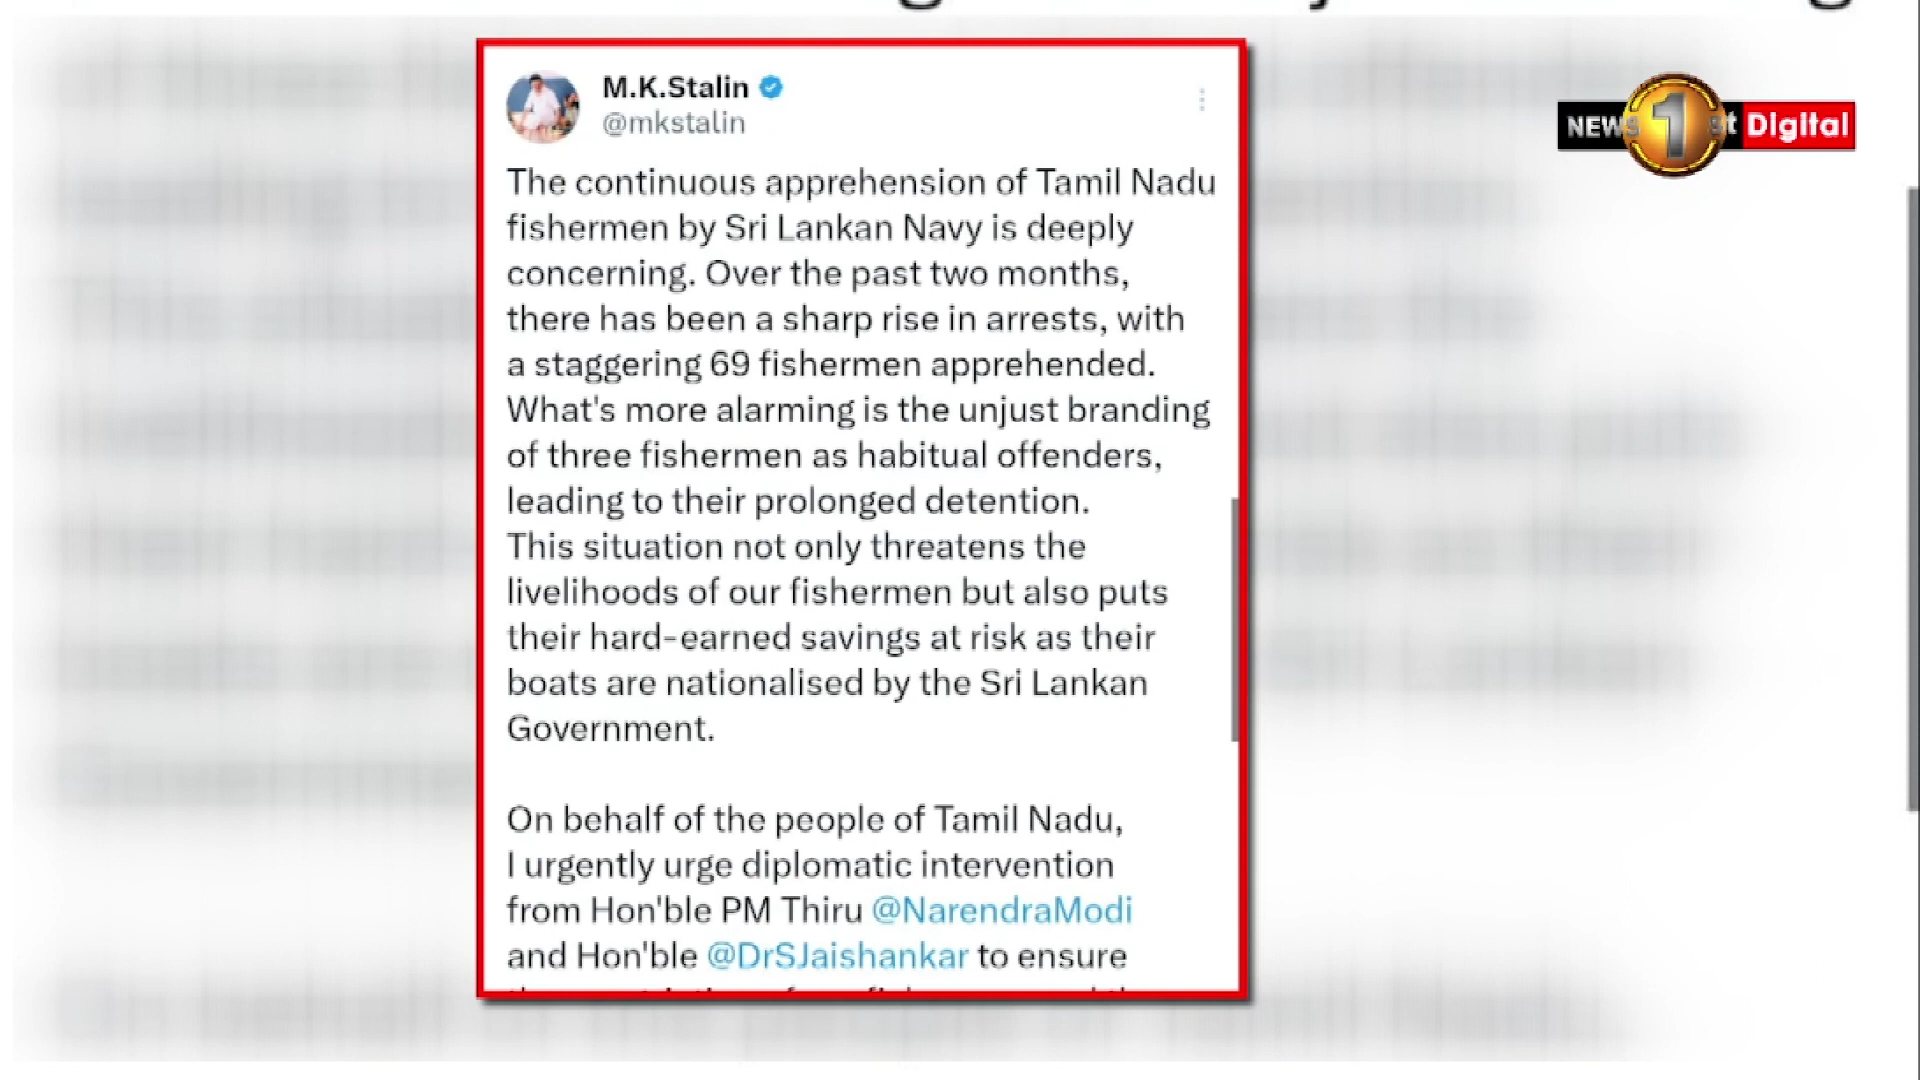 M.K.Stalin
@mkstalin
The continuous apprehension of Tamil Nadu
fishermen by Sri Lankan Navy is deeply
concerning. Over the past two months,
there has been a sharp rise in arrests, with
a staggering 69 fishermen apprehended.
What's more alarming is the unjust branding
of three fishermen as habitual offenders,
leading to their prolonged detention.
This situation not only threatens the
livelihoods of our fishermen but also puts
their hard-earned savings at risk as their
boats are nationalised by the Sri Lankan
Government.
On behalf of the people of Tamil Nadu,
I urgently urge diplomatic intervention
from Hon'ble PM Thiru @NarendraModi
and Hon'ble @DrSJaishankar to ensure
NEWS 1st Digital